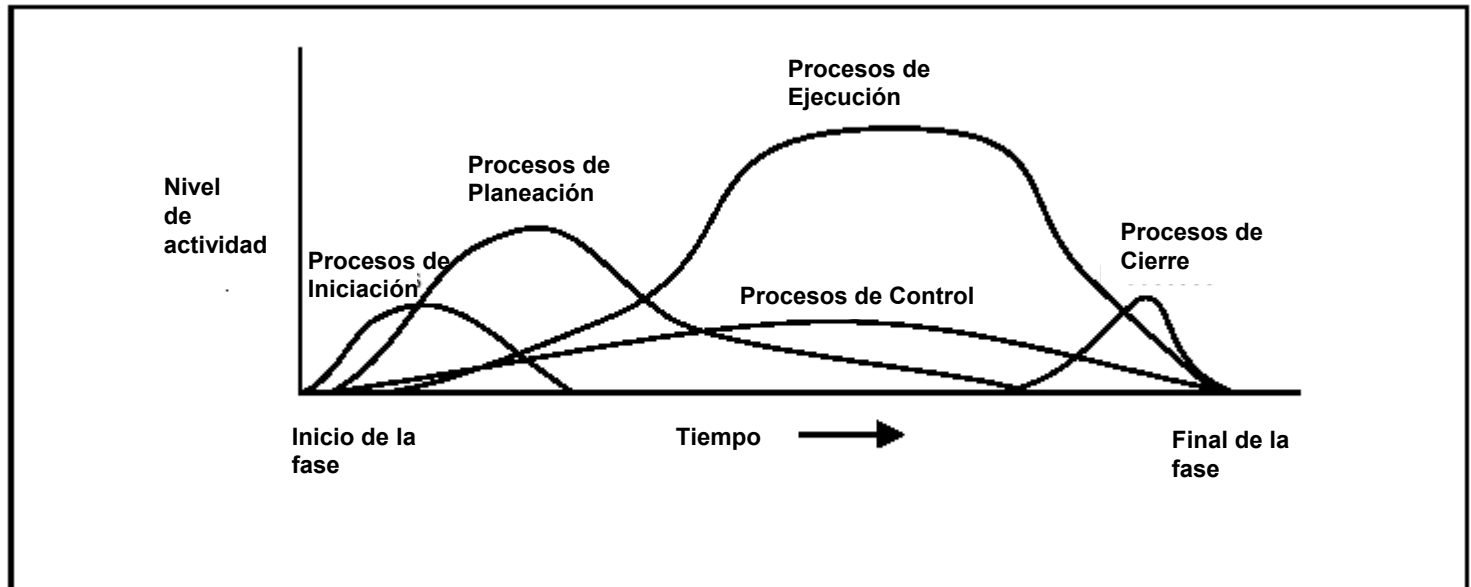 Procesos de
Ejecución
Procesos de
Planeación
Nivel
de
actividad
Procesos de
Iniciación
Procesos de
Cierre
Procesos de Control
Inicio de la
fase
Tiempo
Final de la
fase